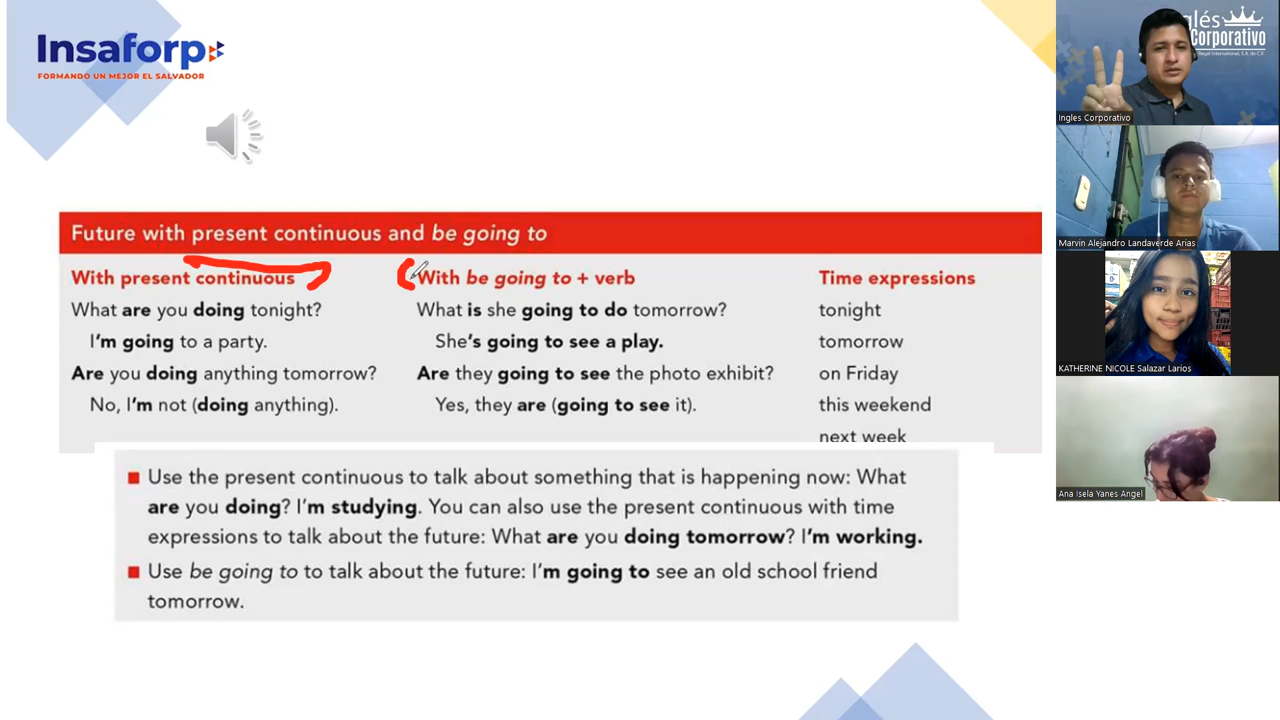 Insaforp
FORMANDO UN MEJOR EL SALVADOR
Future with present continuous and be going to
With present continuous
What are you doing tonight?
I'm going to a party.
Are you doing anything tomorrow?
No, I'm not (doing anything).
With be going to + verb
What is she going to do tomorrow?
She's going to see a play.
Are they going to see the photo exhibit?
Yes, they are (going to see it).
Time expressions
tonight
tomorrow
on Friday
this weekend
next week
Use the present continuous to talk about something that is happening now: What
are you doing? I'm studying. You can also use the present continuous with time
expressions to talk about the future: What are you doing tomorrow? I'm working.
Use be going to to talk about the future: I'm going to see an old school friend
tomorrow.
glés
Corporativo
Ingles Corporativo
Marvin Alejandro Landaverde Arias
KATHERINE NICOLE Salazar Larios
Ana Isela Yanes Angel